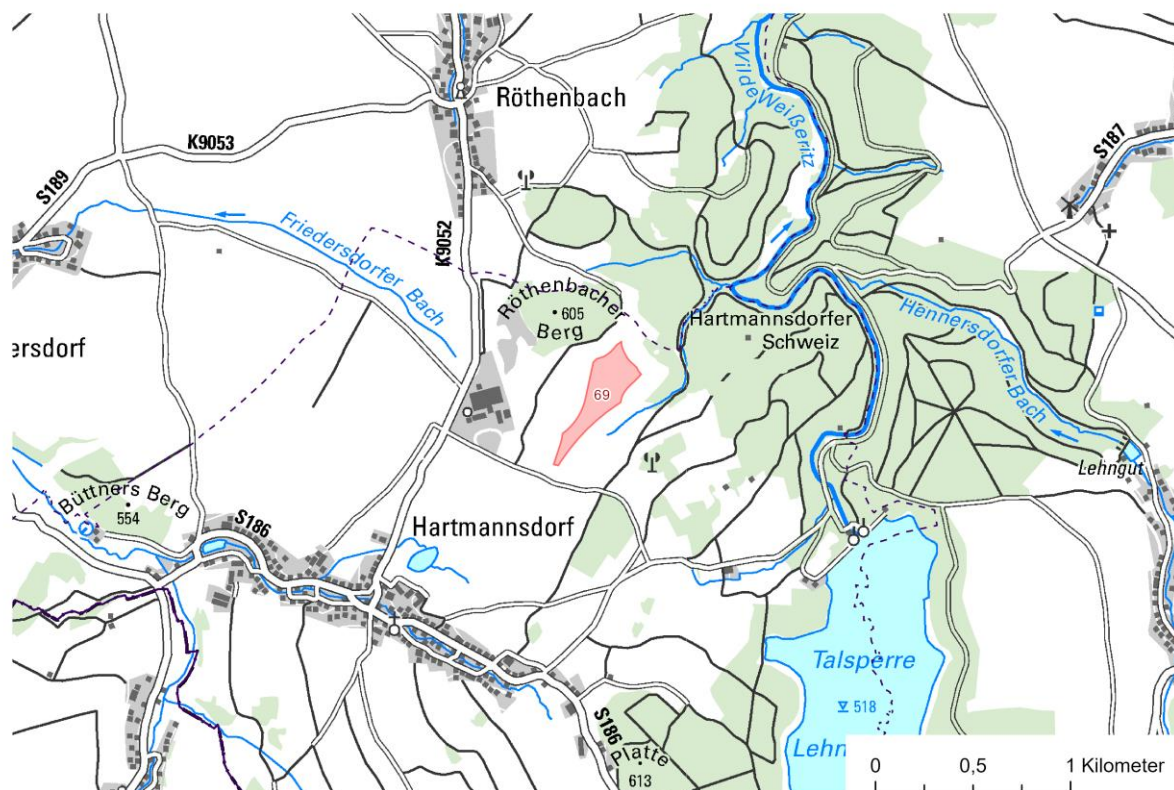 Röthenbach
K9053
S189
Wilde Weißeritz
S187
Friedersdorfer Bach
K9052
Röthenbacher
Berg
605
Hartmannsdorfer
Schweiz
Hennersdorfer Bach
ersdorf
69
Lehngut
Büttners Berg
554
S186
Hartmannsdorf
Talsperre
518
Lehn
S186
Platte
613
0 0,5 1 Kilometer